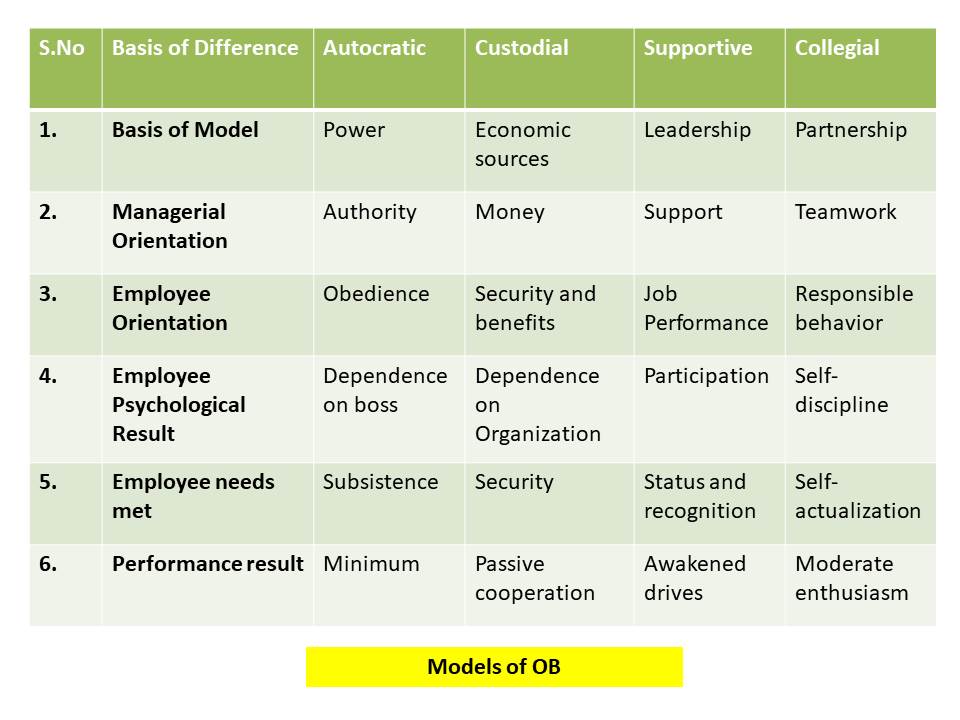 S.No Basis of Difference Autocratic Custodial Supportive Collegial
1. Basis of Model Power Economic sources Leadership Partnership
2. Managerial Orientation Authority Money Support Teamwork
3. Employee Orientation Obedience Security and benefits Job Performance Responsible behavior
4. Employee Psychological Result Dependence on boss Dependence on Organization Participation Self-discipline
5. Employee needs met Subsistence Security Status and recognition Self-actualization
6. Performance result Minimum Passive cooperation Awakened drives Moderate enthusiasm
Models of OB